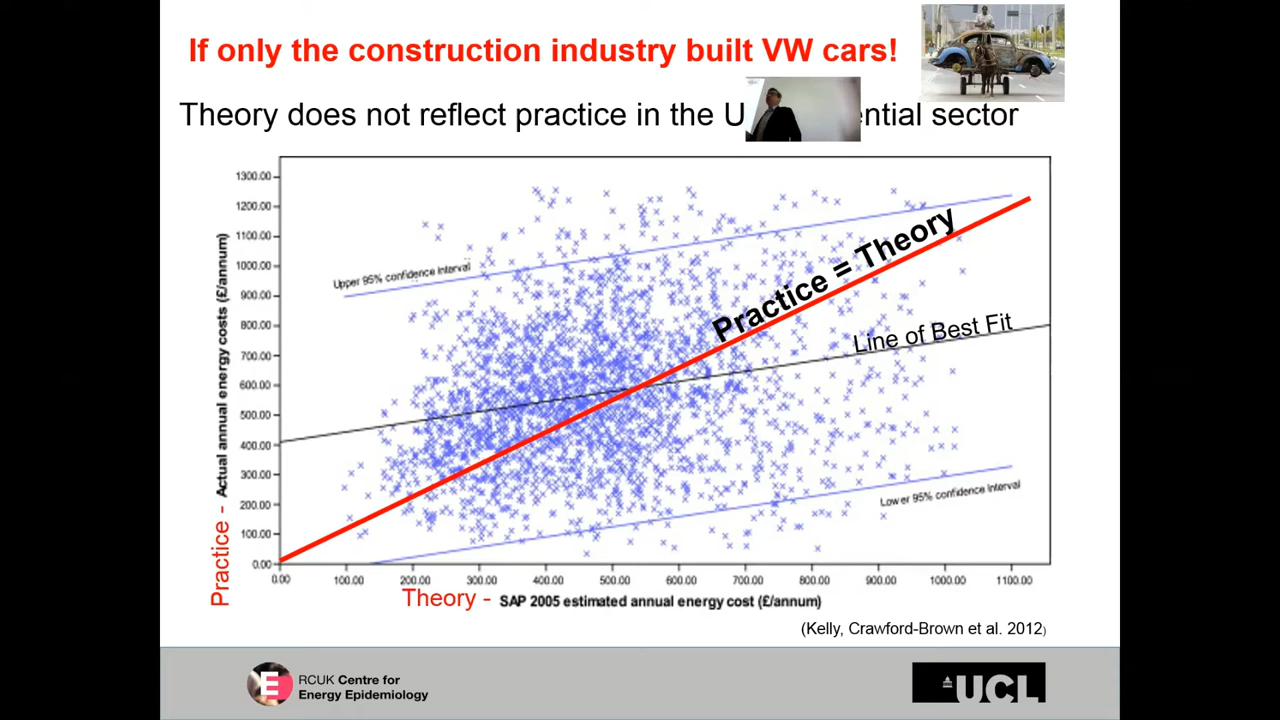 If only the construction industry built VW cars!
Theory does not reflect practice in the U
ential sector
1300.00
1200.00
1100.00
1000.00
900.00
800.00
700.00
600.00
500.00
400.00
300.00
200.00
100.00
0.00
Practice - Actual annual energy costs (£/annum)
Upper 95% confidence interval
Practice = Theory
Line of Best Fit
Lower 95% confidence interval
0.00 100.00 200.00 300.00 400.00 500.00 600.00 700.00 800.00 900.00 1000.00 1100.00
Theory - SAP 2005 estimated annual energy cost (£/annum)
(Kelly, Crawford-Brown et al. 2012)
E
RCUK Centre for
Energy Epidemiology
UCL